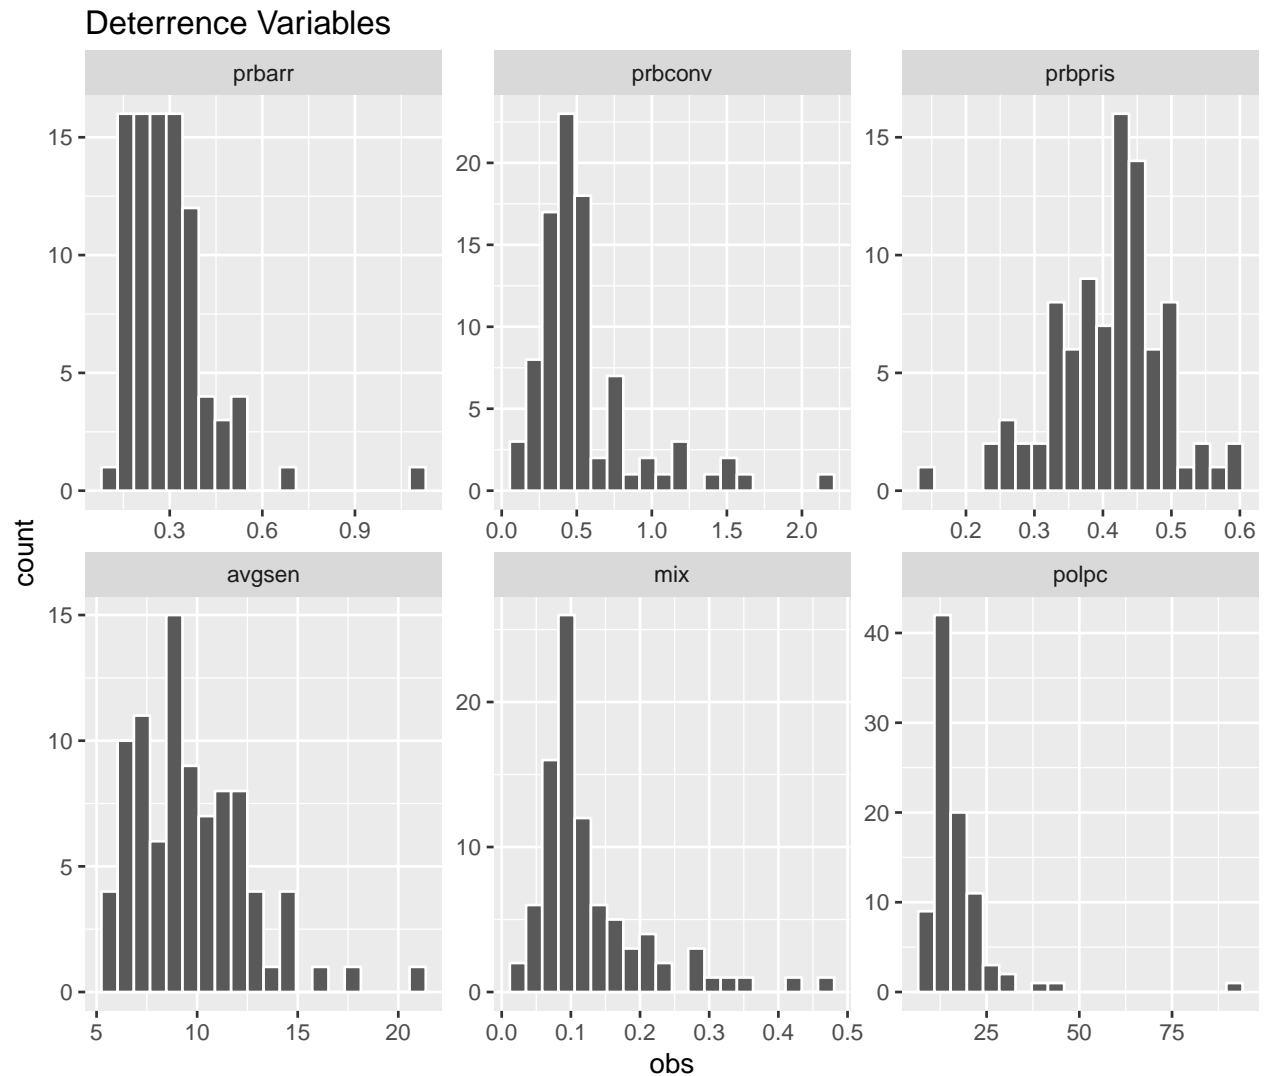 Deterrence Variables
prbarr prbconv prbpris
15 20 15
10 15 10
5 10 5
0 5 0
0
0.3 0.6 0.9 0.0 0.5 1.0 1.5 2.0 0.2 0.3 0.4 0.5 0.6
count
avgsen mix polpc
15 20 40
10 10 30
5 0 20
0 10
0
5 10 15 20 0.0 0.1 0.2 0.3 0.4 0.5 25 50 75
obs